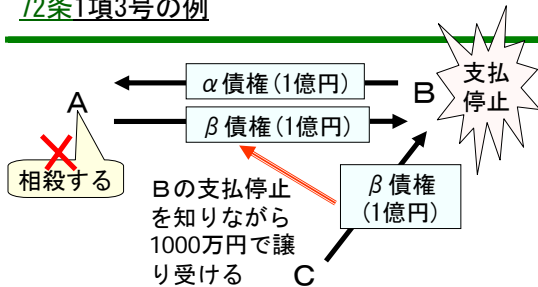 72条1項3号の例
α債権(1億円)
B
支払
停止
A
β債権(1億円)
相殺する
Bの支払停止
を知りながら
1000万円で譲
り受ける
β債権
(1億円)
C